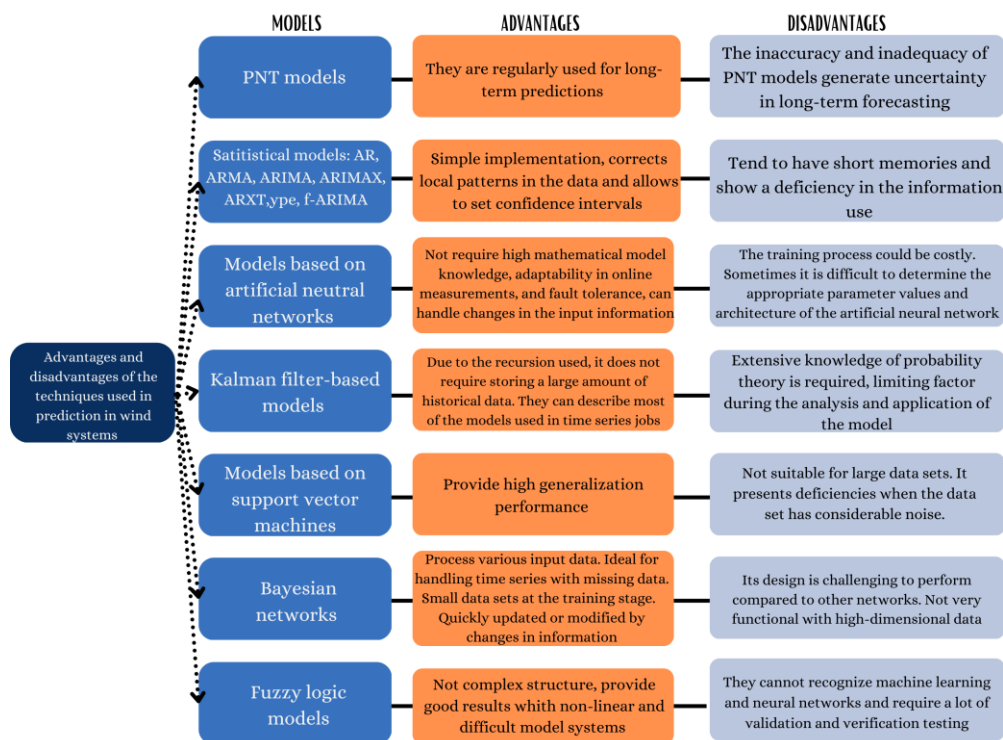 MODELS
ADVANTAGES
DISADVANTAGES
Advantages and
disadvantages of the
techniques used in
prediction in wind
systems
PNT models
They are regularly used for long-
term predictions
The inaccuracy and inadequacy of
PNT models generate uncertainty
in long-term forecasting
Satitistical models: AR,
ARMA, ARIMA, ARIMAX,
ARXT,ype, f-ARIMA
Simple implementation, corrects
local patterns in the data and allows
to set confidence intervals
Tend to have short memories and
show a deficiency in the information
use
Models based on
artificial neutral
networks
Not require high mathematical model
knowledge, adaptability in online
measurements, and fault tolerance, can
handle changes in the input information
The training process could be costly.
Sometimes it is difficult to determine the
appropriate parameter values and
architecture of the artificial neural network
Kalman filter-based
models
Due to the recursion used, it does not
require storing a large amount of
historical data. They can describe most
of the models used in time series jobs
Extensive knowledge of probability
theory is required, limiting factor
during the analysis and application of
the model
Models based on
support vector
machines
Provide high generalization
performance
Not suitable for large data sets. It
presents deficiencies when the data
set has considerable noise.
Bayesian
networks
Process various input data. Ideal for
handling time series with missing data.
Small data sets at the training stage.
Quickly updated or modified by
changes in information
Its design is challenging to perform
compared to other networks. Not very
functional with high-dimensional data
Fuzzy logic
models
Not complex structure, provide
good results whith non-linear and
difficult model systems
They cannot recognize machine learning
and neural networks and require a lot of
validation and verification testing